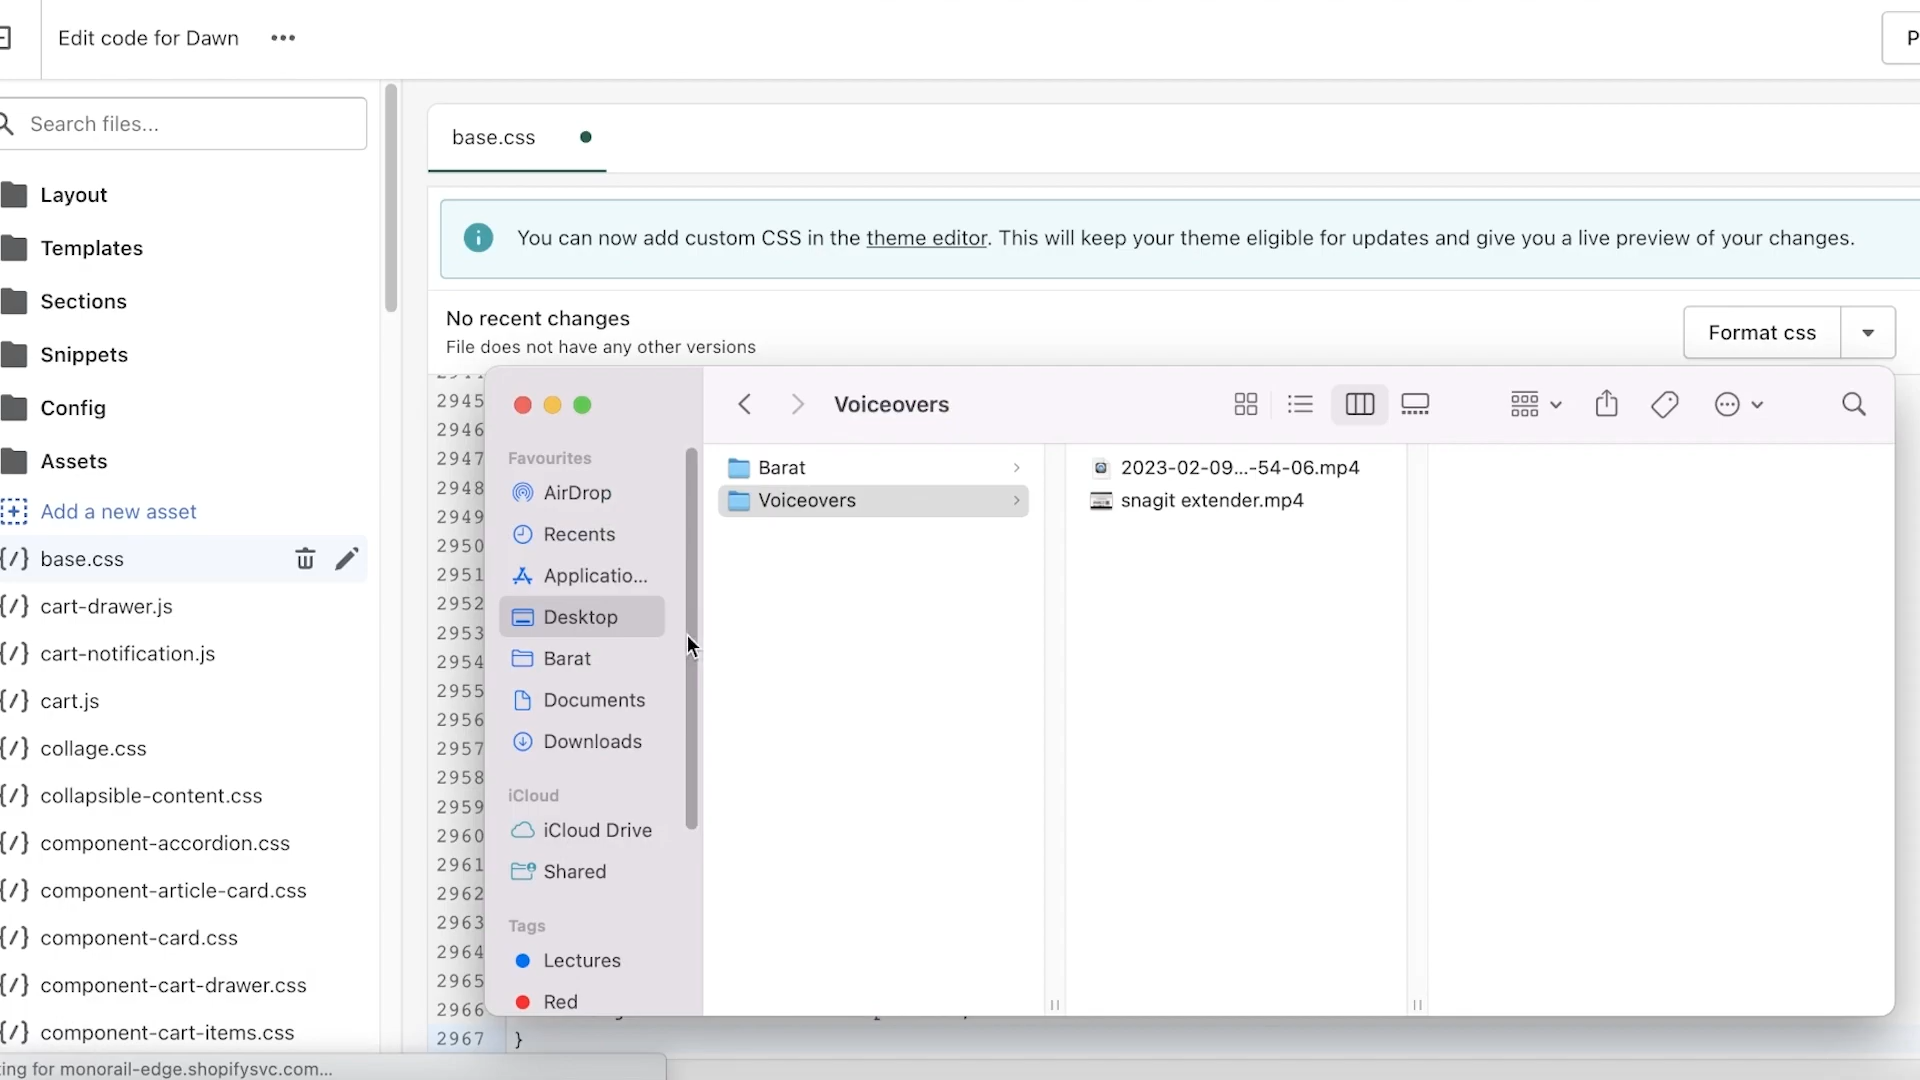 Edit code for Dawn
P
Search files...
Layout
Templates
Sections
Snippets
Config
Assets
Add a new asset
{/} base.css
{/} cart-drawer.js
{/} cart-notification.js
{/} cart.js
{/} collage.css
{/} collapsible-content.css
{/} component-accordion.css
{/} component-article-card.css
{/} component-card.css
{/} component-cart-drawer.css
{/} component-cart-items.css
ing for monorail-edge.shopifysvc.com...
base.css
You can now add custom CSS in the theme editor. This will keep your theme eligible for updates and give you a live preview of your changes.
No recent changes
File does not have any other versions
Format css
2945
2946
2947
2948
2949
2950
2951
2952
2953
2954
2955
2956
2957
2958
2959
2960
2961
2962
2963
2964
2965
2966
2967 }
Favourites
AirDrop
Recents
Applicatio...
Desktop
Barat
Documents
Downloads
iCloud
iCloud Drive
Shared
Tags
Lectures
Red
Voiceovers
Barat
Voiceovers
2023-02-09...-54-06.mp4
snagit extender.mp4